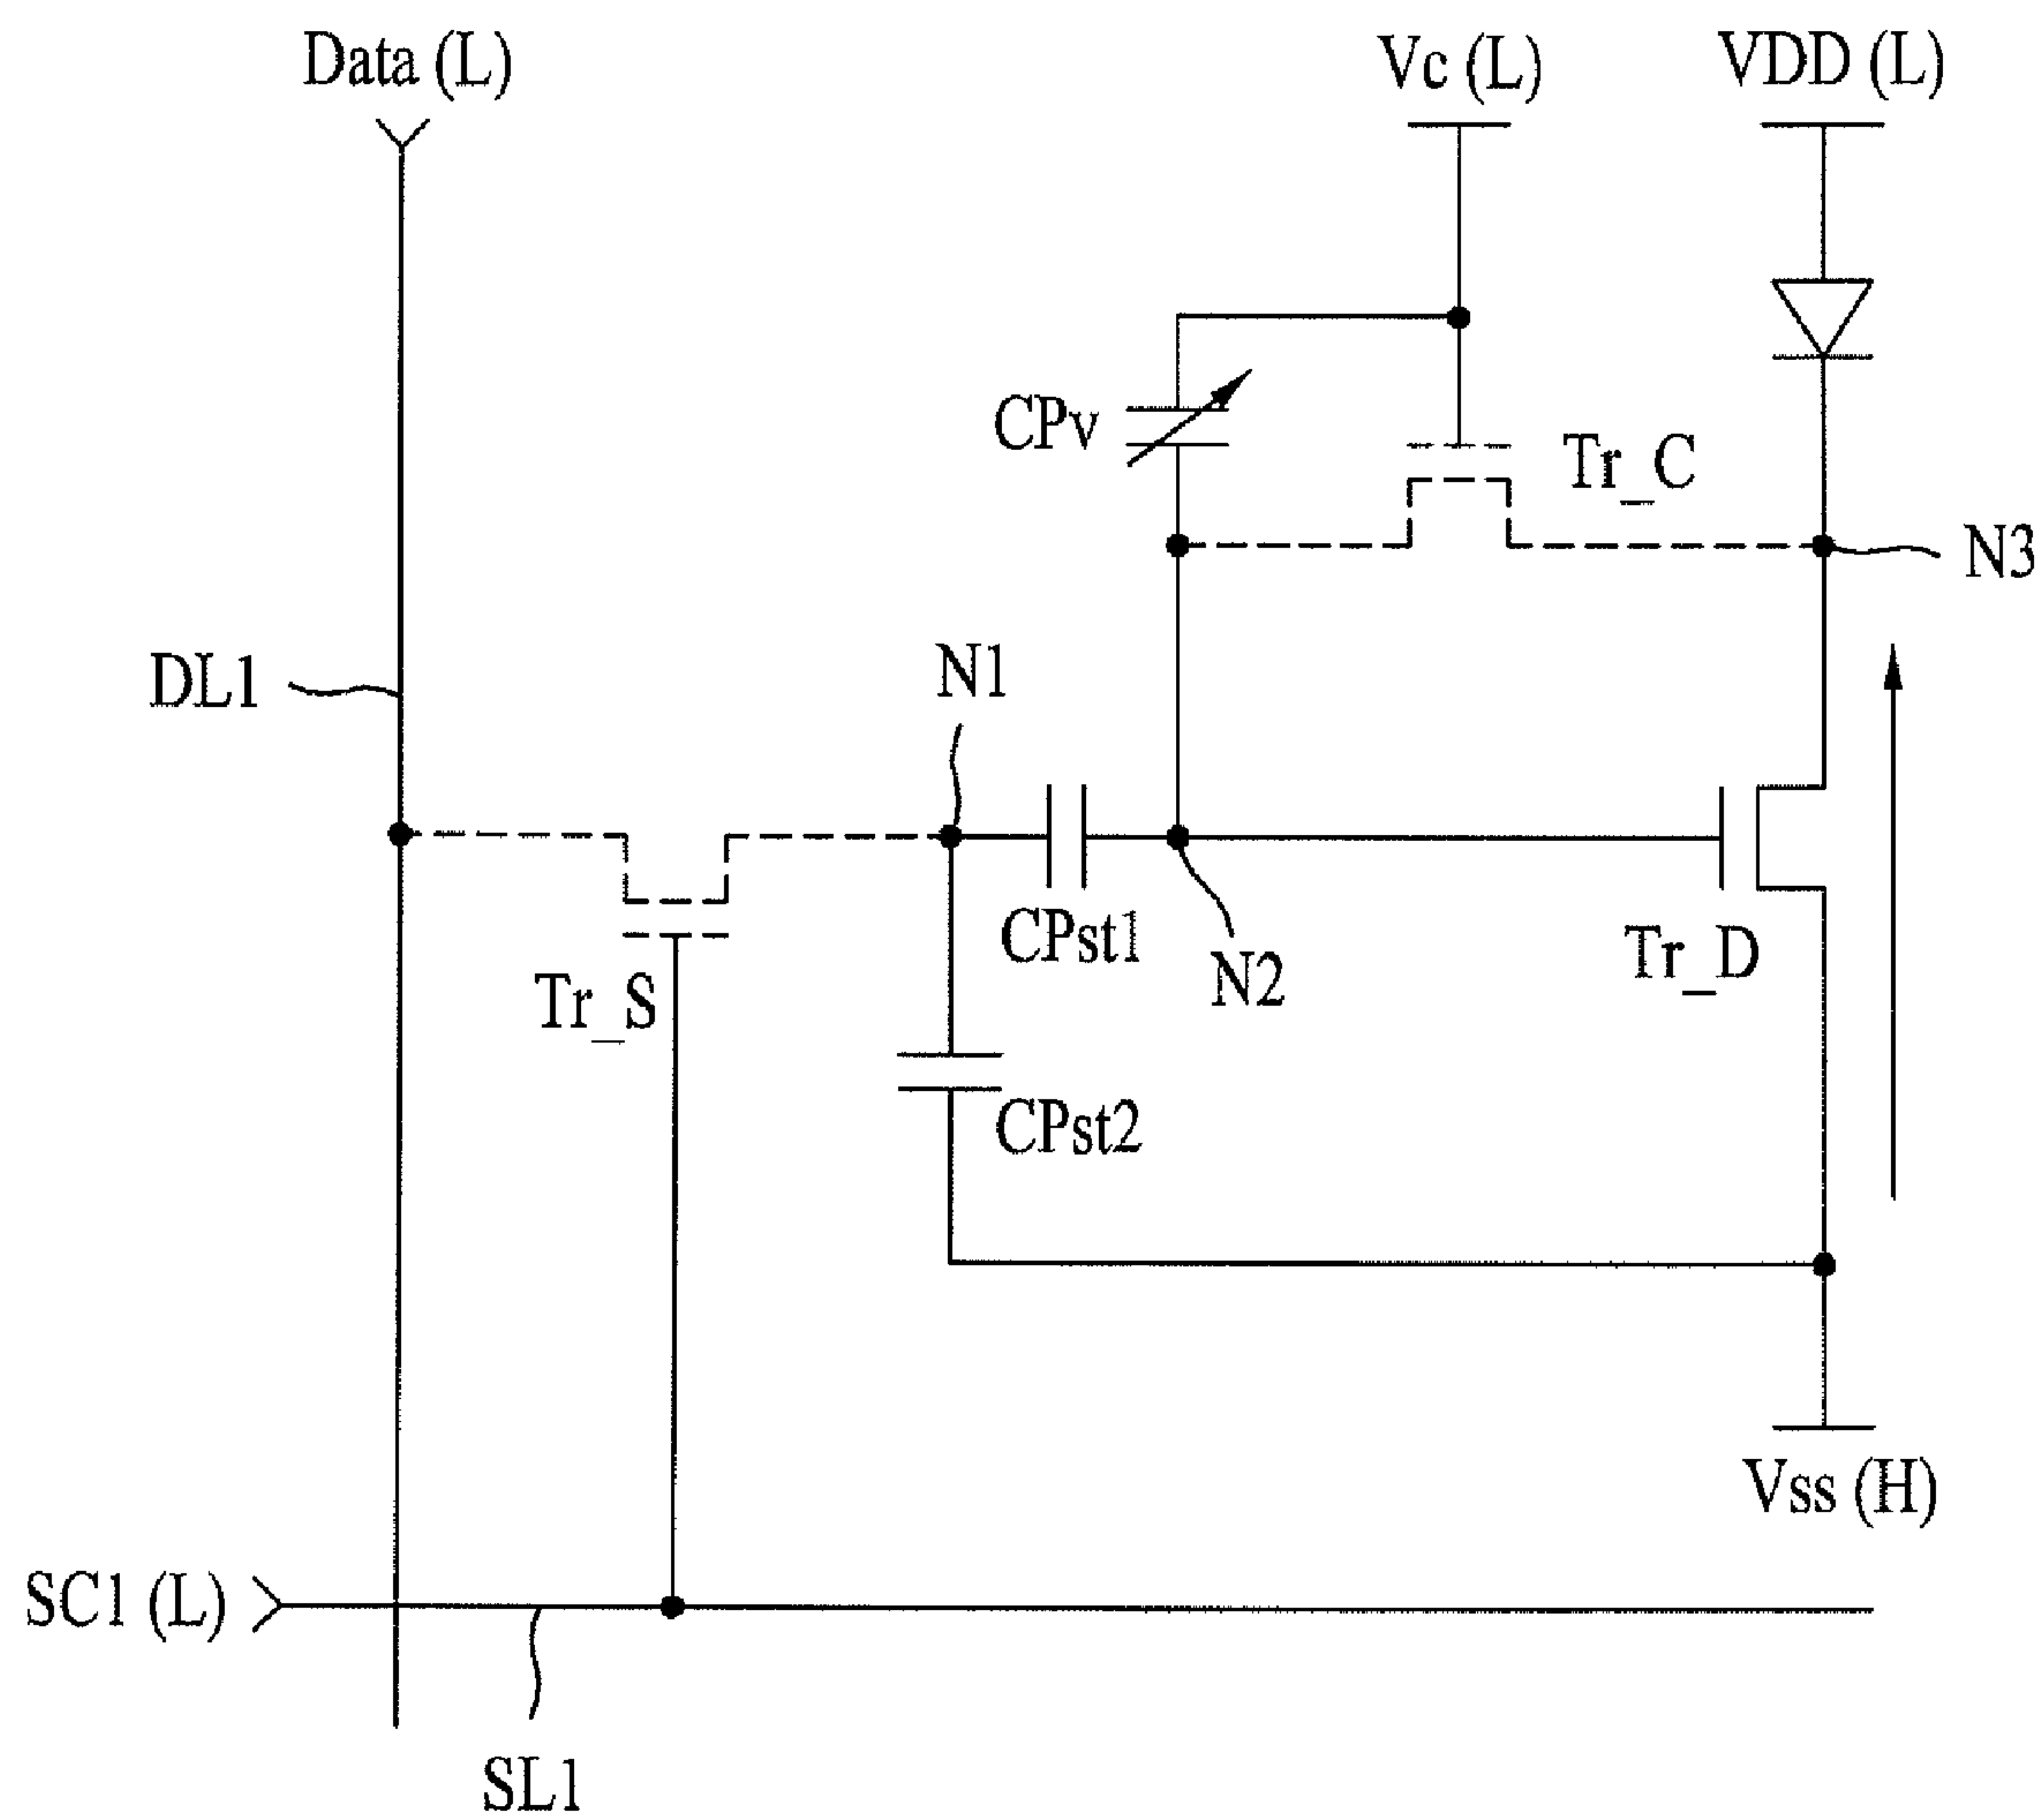 Data (L)
Vc (L)
VDD (L)
CPv
Tr_C
N3
DL1
N1
CPst1
N2
Tr_D
Tr_S
CPst2
Vss (H)
SC1 (L)
SL1